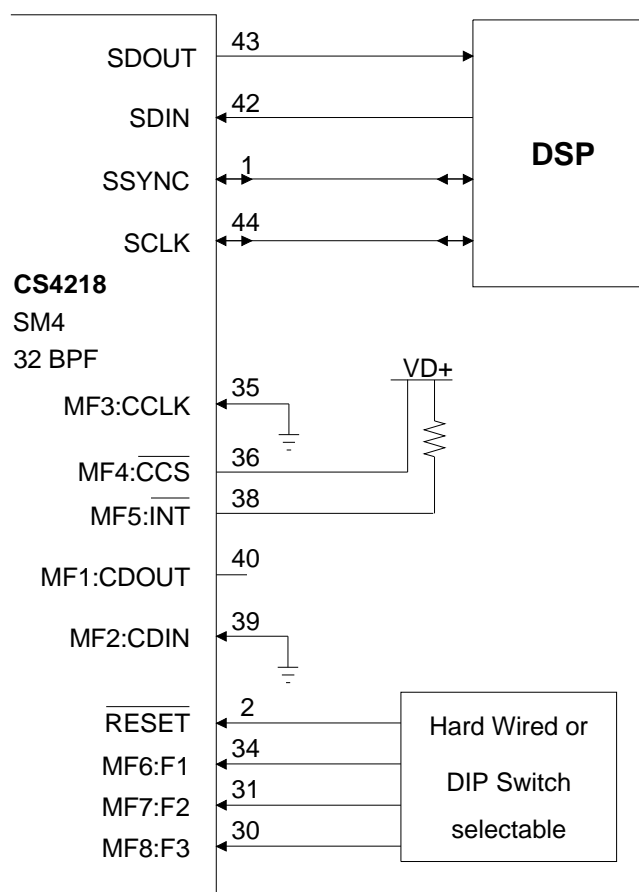 SDOUT 43
SDIN 42
DSP
SSYNC 1
SCLK 44
CS4218
SM4
32 BPF
VD+
MF3:CCLK 35
MF4:CCS 36
MF5:INT 38
MF1:CDOUT 40
MF2:CDIN 39
RESET 2
Hard Wired or
MF6:F1 34
DIP Switch
MF7:F2 31
selectable
MF8:F3 30